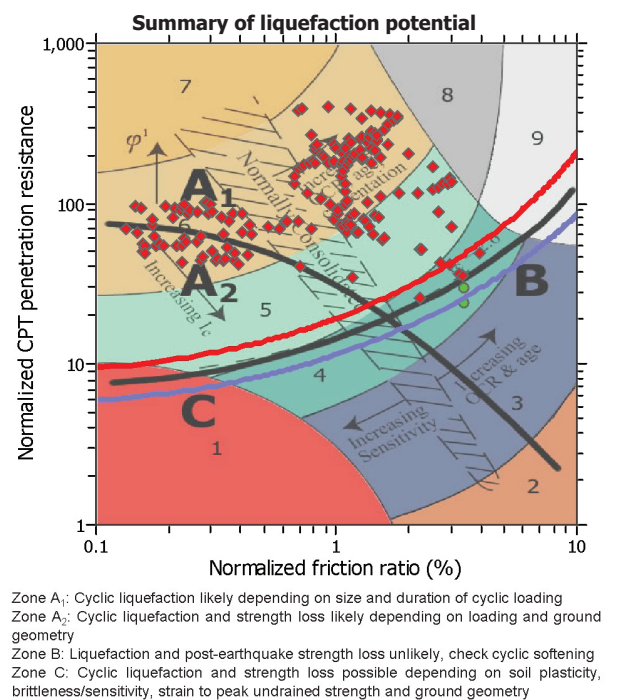 Summary of liquefaction potential
Normalized CPT penetration resistance
1,000
100
10
1
7
8
9
φ'
A1
6
A2
Increasing Ic
5
Normally Consolidated
B
4
Increasing
OCR & age
Increasing
Sensitivity
3
C
1
2
0.1
1
10
Normalized friction ratio (%)
Zone A1: Cyclic liquefaction likely depending on size and duration of cyclic loading
Zone A2: Cyclic liquefaction and strength loss likely depending on loading and ground
geometry
Zone B: Liquefaction and post-earthquake strength loss unlikely, check cyclic softening
Zone C: Cyclic liquefaction and strength loss possible depending on soil plasticity,
brittleness/sensitivity, strain to peak undrained strength and ground geometry